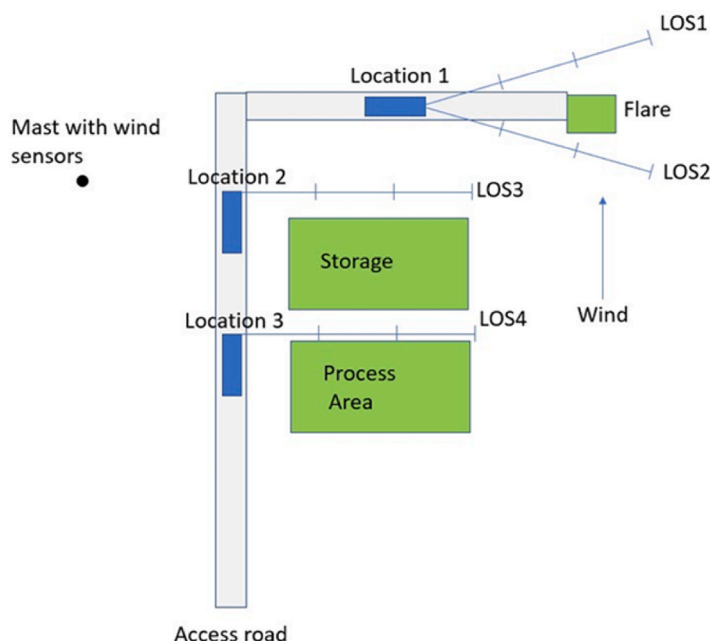 LOS1
Location 1
Flare
Mast with wind
sensors
Location 2
LOS2
LOS3
Storage
Wind
Location 3
LOS4
Process
Area
Access road